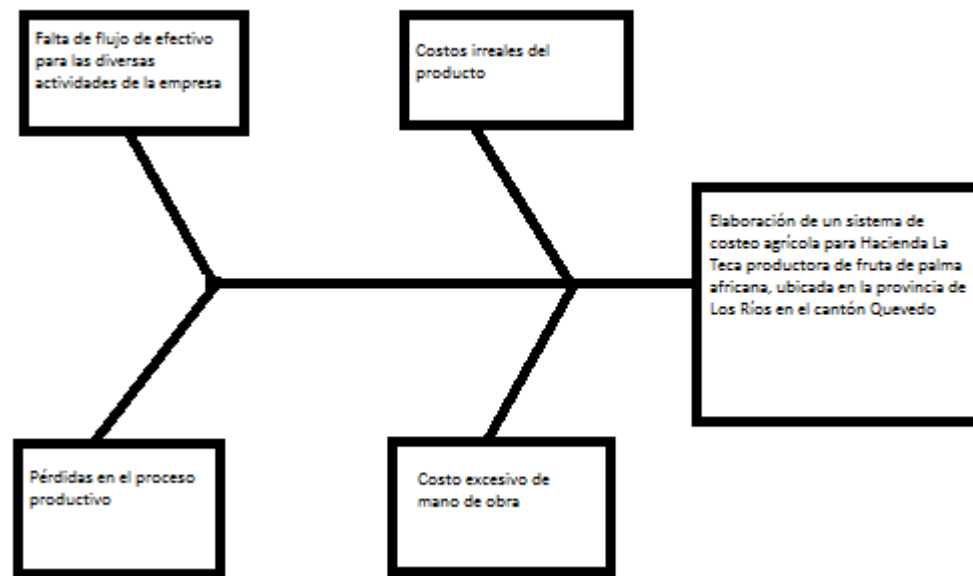 Falta de flujo de efectivo
para las diversas
actividades de la empresa
Costos irreales del
producto
Elaboración de un sistema de
costeo agrícola para Hacienda La
Teca productora de fruta de palma
africana, ubicada en la provincia de
Los Ríos en el cantón Quevedo
Pérdidas en el proceso
productivo
Costo excesivo de
mano de obra